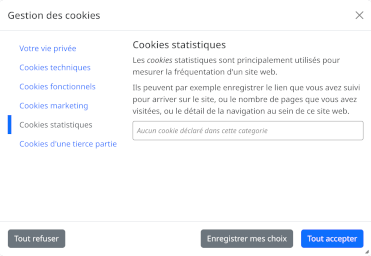 Gestion des cookies
Votre vie privée
Cookies techniques
Cookies fonctionnels
Cookies marketing
Cookies statistiques
Cookies d'une tierce partie
Cookies statistiques
Les cookies statistiques sont principalement utilisés pour
mesurer la fréquentation d'un site web.
Ils peuvent par exemple enregistrer le lien que vous avez suivi
pour arriver sur le site, ou le nombre de pages que vous avez
visitées, ou le détail de la navigation au sein de ce site web.
Aucun cookie déclaré dans cette categorie
Tout refuser
Enregistrer mes choix
Tout accepter